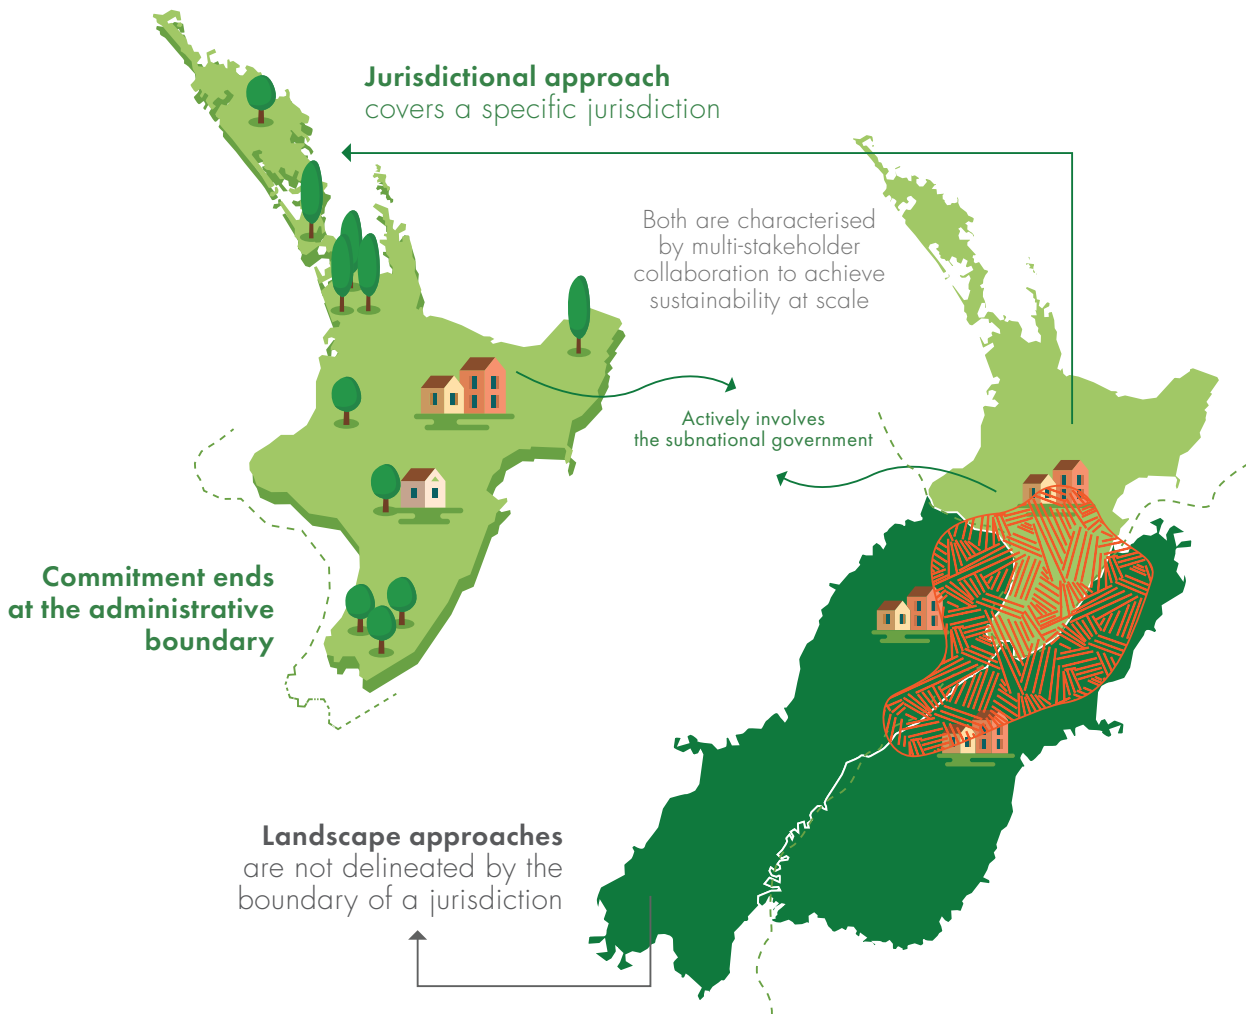 Jurisdictional approach
covers a specific jurisdiction
Both are characterised
by multi-stakeholder
collaboration to achieve
sustainability at scale
Actively involves
the subnational government
Commitment ends
at the administrative
boundary
Landscape approaches
are not delineated by the
boundary of a jurisdiction